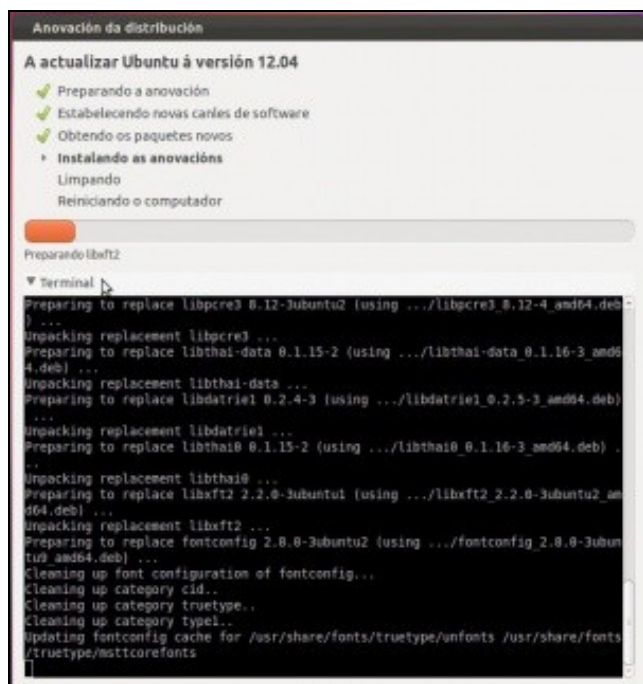 Anovación da distribución
A actualizar Ubuntu á versión 12.04
Preparando a anovación
Estabelecendo novas canles de software
Obtendo os paquetes novos
Instalando as anovacións
Limpando
Reiniciando o computador
Preparando libxft2
Terminal
Preparing to replace libpcre3 8.12-3ubuntu2 (using .../libpcre3_8.12-4_amd64.deb
) ...
Unpacking replacement libpcre3 ...
Preparing to replace libthai-data 0.1.15-2 (using .../libthai-data_0.1.16-3_amd6
4.deb) ...
Unpacking replacement libthai-data ...
Preparing to replace libdatrie1 0.2.4-3 (using .../libdatrie1_0.2.5-3_amd64.deb)
...
Unpacking replacement libdatrie1 ...
Preparing to replace libthai0 0.1.15-2 (using .../libthai0_0.1.16-3_amd64.deb) .
..
Unpacking replacement libthai0 ...
Preparing to replace libxft2 2.2.0-3ubuntu1 (using .../libxft2_2.2.0-3ubuntu2_am
d64.deb) ...
Unpacking replacement libxft2 ...
Preparing to replace fontconfig 2.8.0-3ubuntu2 (using .../fontconfig_2.8.0-3ubun
tu9_amd64.deb) ...
Cleaning up font configuration of fontconfig...
Cleaning up category cid..
Cleaning up category truetype..
Cleaning up category type1..
Updating fontconfig cache for /usr/share/fonts/truetype/unfonts /usr/share/fonts
/truetype/msttcorefonts